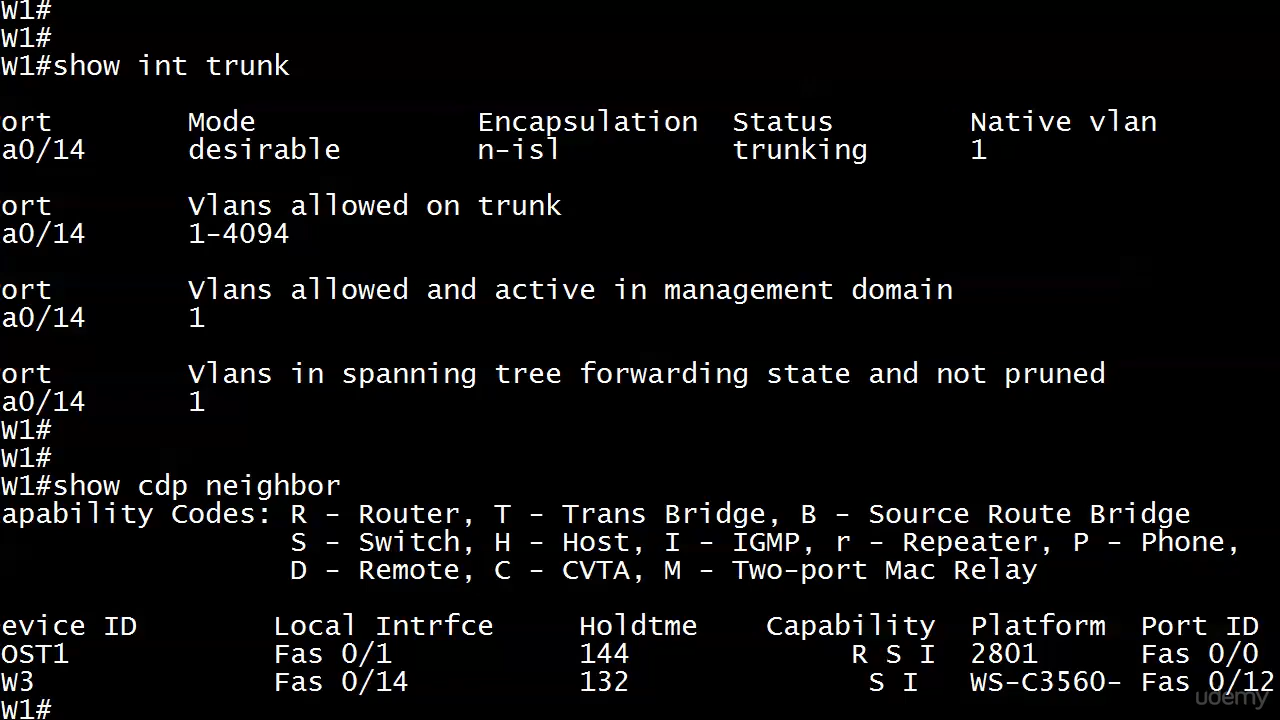 W1#
W1#
W1#show int trunk
ort Mode Encapsulation Status Native vlan
a0/14 desirable n-isl trunking 1
ort Vlans allowed on trunk
a0/14 1-4094
ort Vlans allowed and active in management domain
a0/14 1
ort Vlans in spanning tree forwarding state and not pruned
a0/14 1
W1#
W1#
W1#show cdp neighbor
apability Codes: R - Router, T - Trans Bridge, B - Source Route Bridge
S - Switch, H - Host, I - IGMP, r - Repeater, P - Phone,
D - Remote, C - CVTA, M - Two-port Mac Relay
evice ID Local Intrfce Holdtme Capability Platform Port ID
OST1 Fas 0/1 144 R S I 2801 Fas 0/0
W3 Fas 0/14 132 S I WS-C3560- Fas 0/12
W1#
udemy